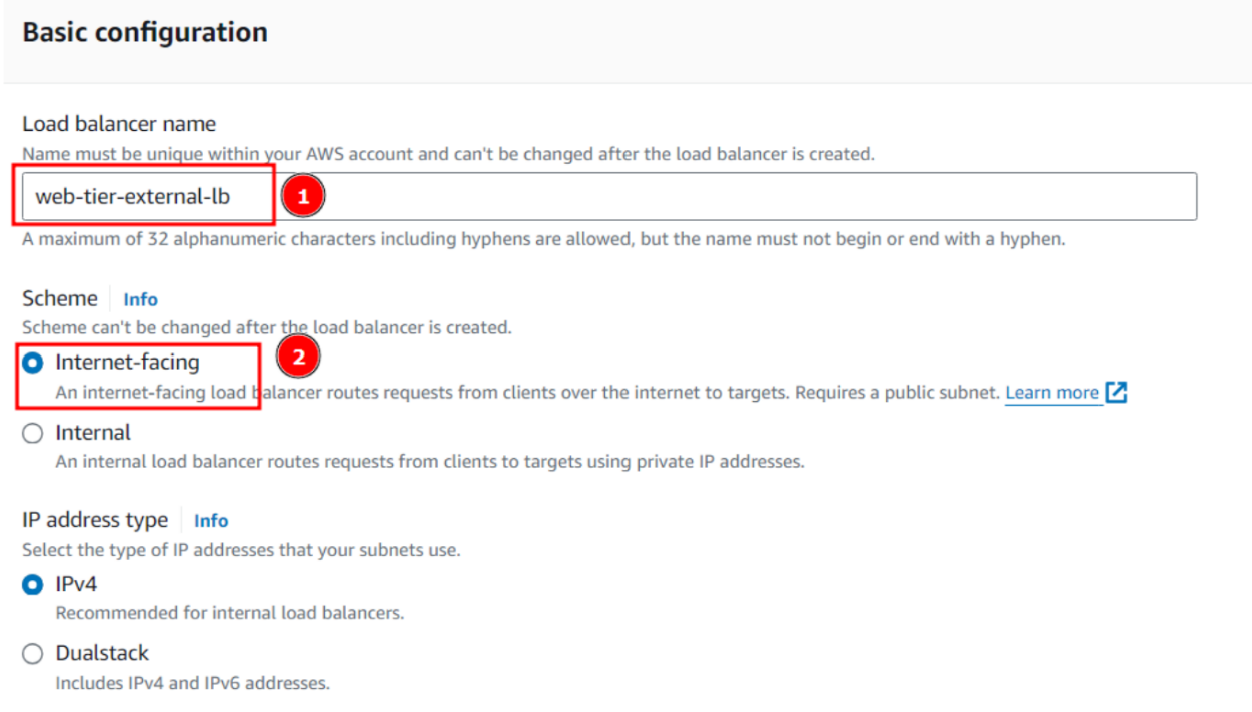 Basic configuration
Load balancer name
Name must be unique within your AWS account and can't be changed after the load balancer is created.
web-tier-external-lb 1
A maximum of 32 alphanumeric characters including hyphens are allowed, but the name must not begin or end with a hyphen.
Scheme Info
Scheme can't be changed after the load balancer is created.
Internet-facing 2
An internet-facing load balancer routes requests from clients over the internet to targets. Requires a public subnet. Learn more
Internal
An internal load balancer routes requests from clients to targets using private IP addresses.
IP address type Info
Select the type of IP addresses that your subnets use.
IPv4
Recommended for internal load balancers.
Dualstack
Includes IPv4 and IPv6 addresses.